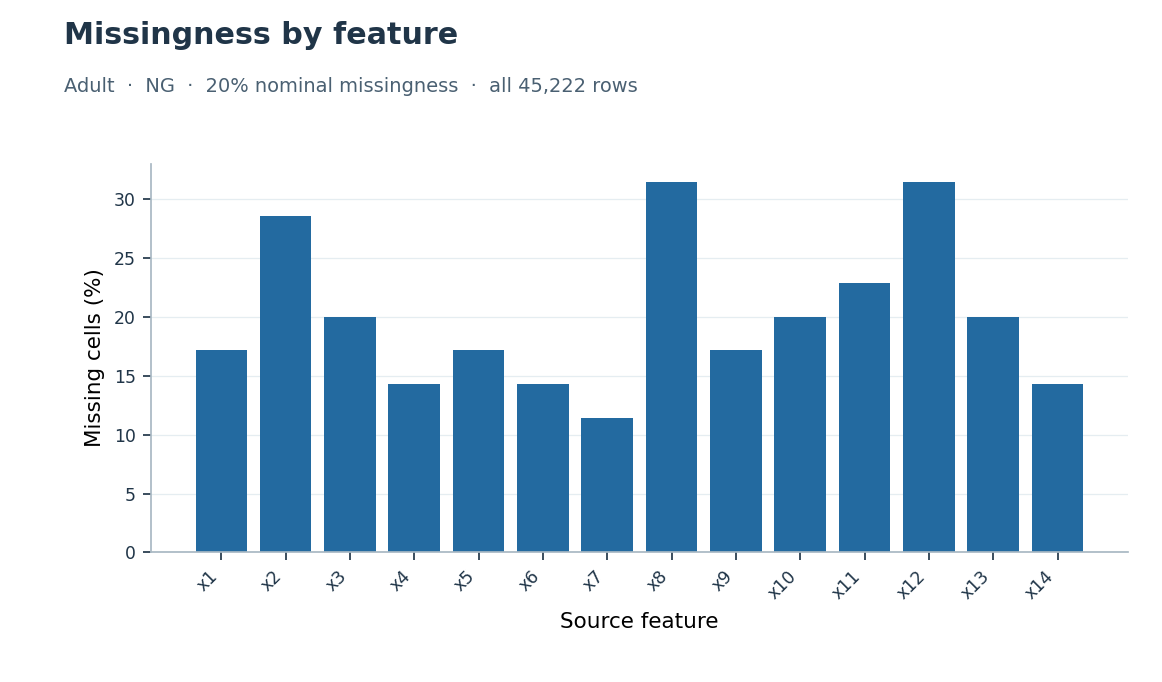 Missingness by feature
Adult · NG · 20% nominal missingness · all 45,222 rows
Missing cells (%)
30
25
20
15
10
5
0
x1 x2 x3 x4 x5 x6 x7 x8 x9 x10 x11 x12 x13 x14
Source feature